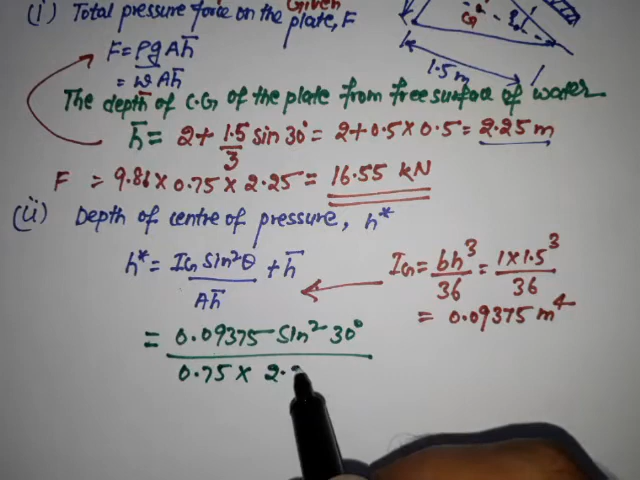 (i) Total pressure force on the plate, F
Given
CG
1.5 m
F = ρg A h̄
= w A h̄
The depth of C.G of the plate from free surface of water
h̄ = 2 + 1.5/3 sin 30° = 2 + 0.5 × 0.5 = 2.25 m
F = 9.81 × 0.75 × 2.25 = 16.55 kN
(ii) Depth of centre of pressure, h*
h* = IG sin²θ / A h̄ + h̄
IG = bh³/36 = 1 × 1.5³/36
= 0.09375 m⁴
= 0.09375 sin² 30°
0.75 × 2.